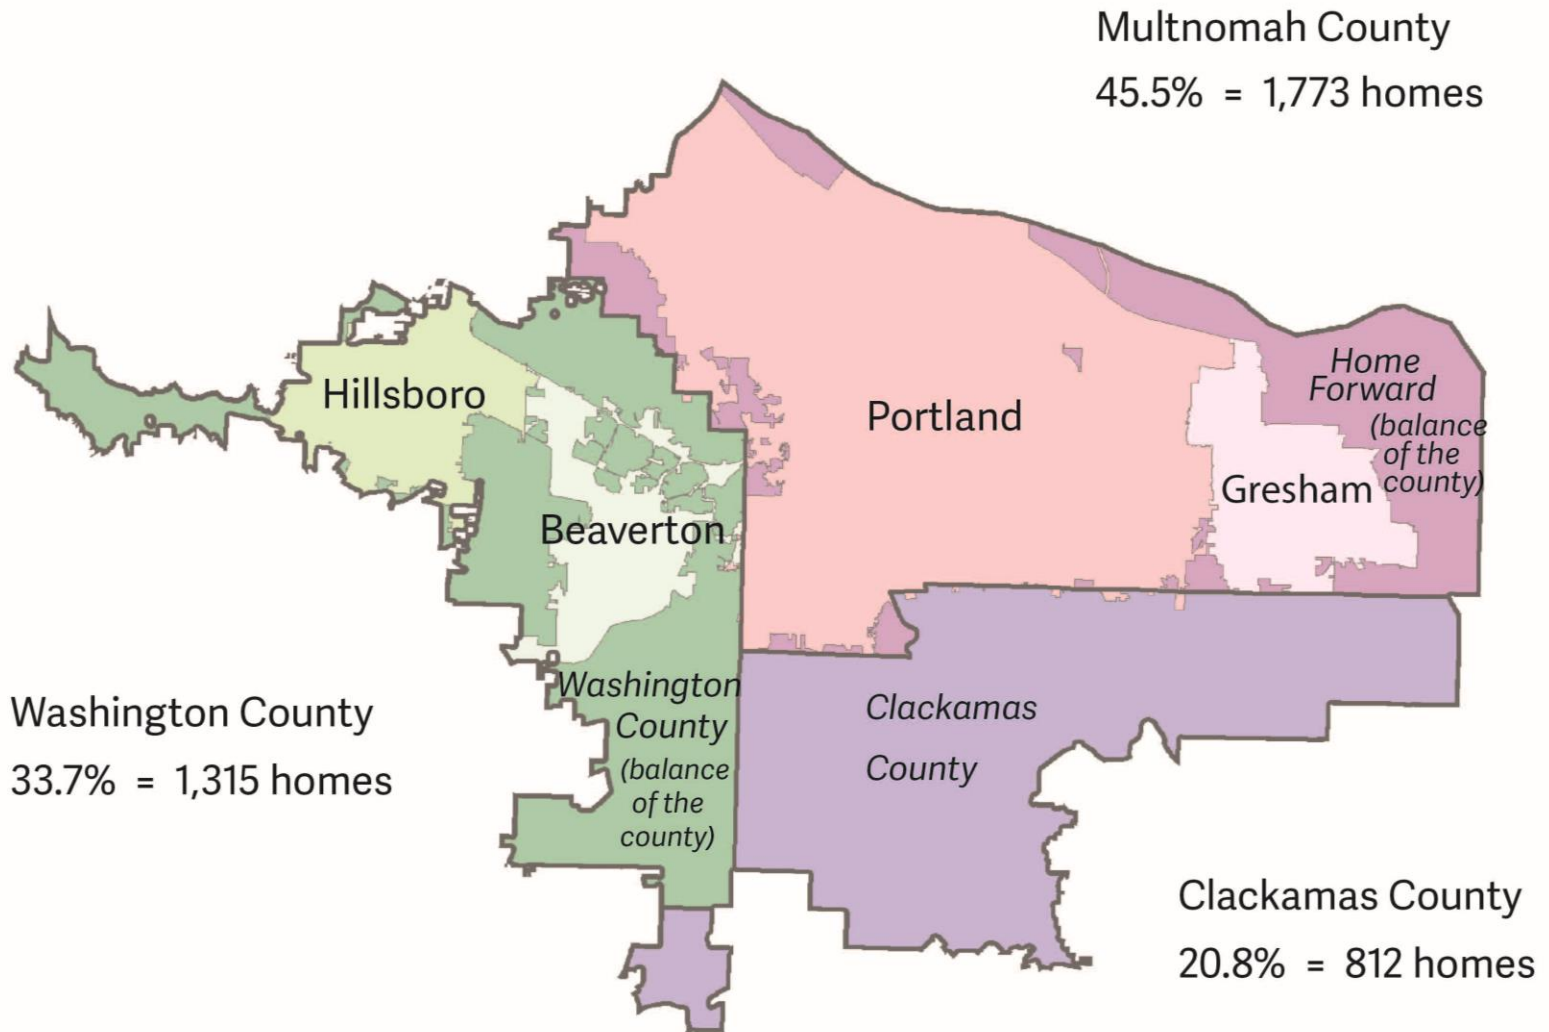 Multnomah County
45.5% = 1,773 homes
Home
Forward
(balance
of the
county)
Hillsboro
Portland
Gresham
Beaverton
Washington
County
(balance
of the
county)
Clackamas
County
Washington County
33.7% = 1,315 homes
Clackamas County
20.8% = 812 homes